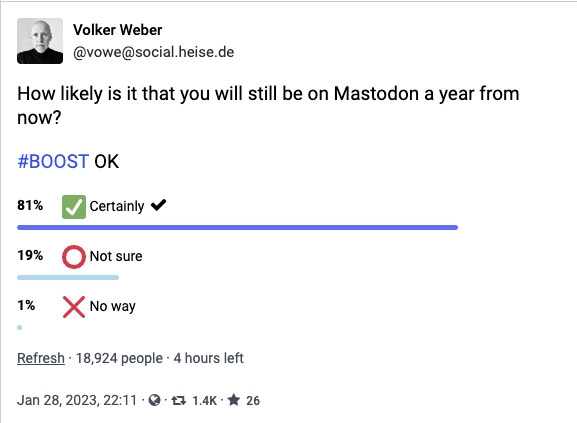 Volker Weber
@vowe@social.heise.de
How likely is it that you will still be on Mastodon a year from
now?
#BOOST OK
81% ✅ Certainly ✔
19% ⭕ Not sure
1% ❌ No way
Refresh · 18,924 people · 4 hours left
Jan 28, 2023, 22:11 · 1.4K · 26